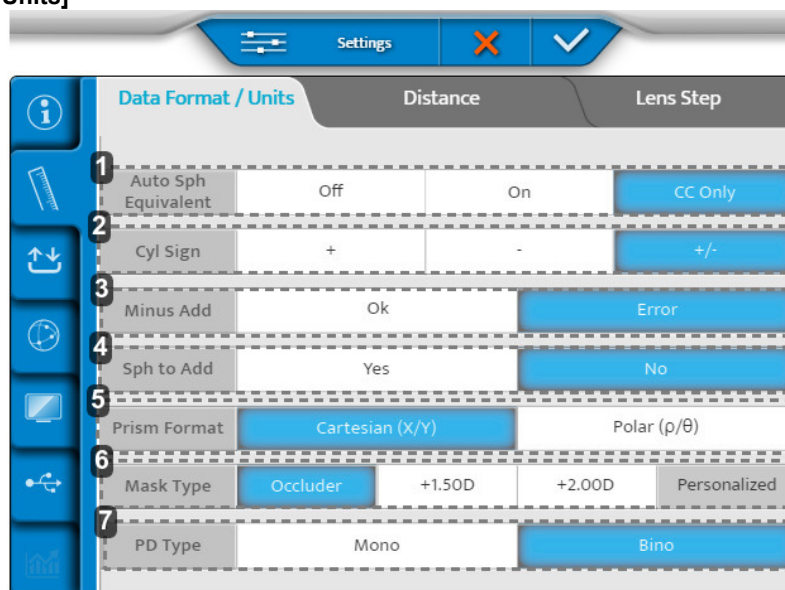 Units]
Settings
Data Format / Units Distance Lens Step
1
Auto Sph Equivalent Off On CC Only
2
Cyl Sign + - +/-
3
Minus Add Ok Error
4
Sph to Add Yes No
5
Prism Format Cartesian (X/Y) Polar (ρ/θ)
6
Mask Type Occluder +1.50D +2.00D Personalized
7
PD Type Mono Bino